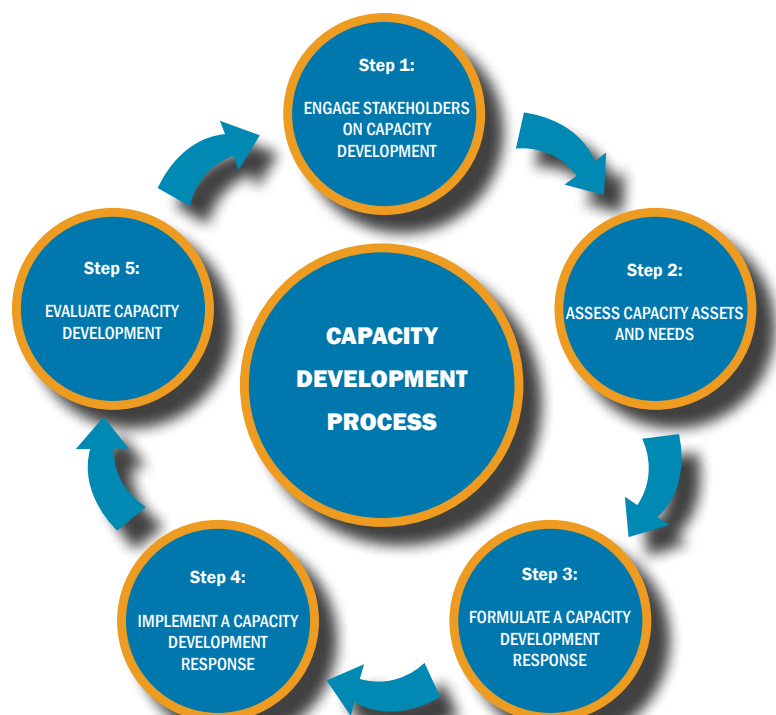 Step 1:
ENGAGE STAKEHOLDERS
ON CAPACITY
DEVELOPMENT
Step 2:
ASSESS CAPACITY ASSETS
AND NEEDS
Step 3:
FORMULATE A CAPACITY
DEVELOPMENT
RESPONSE
Step 4:
IMPLEMENT A CAPACITY
DEVELOPMENT
RESPONSE
Step 5:
EVALUATE CAPACITY
DEVELOPMENT
CAPACITY
DEVELOPMENT
PROCESS